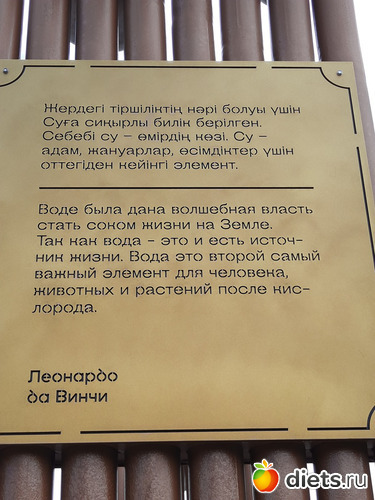 Жердегі тіршіліктің нәрі болуы үшін
Суға сиқырлы билік берілген.
Себебі су – өмірдің көзі. Су –
адам, жануарлар, өсімдіктер үшін
оттегіден кейінгі элемент.
Воде была дана волшебная власть
стать соком жизни на Земле.
Так как вода – это и есть источ-
ник жизни. Вода это второй самый
важный элемент для человека,
животных и растений после кис-
лорода.
Леонардо
да Винчи
diets.ru